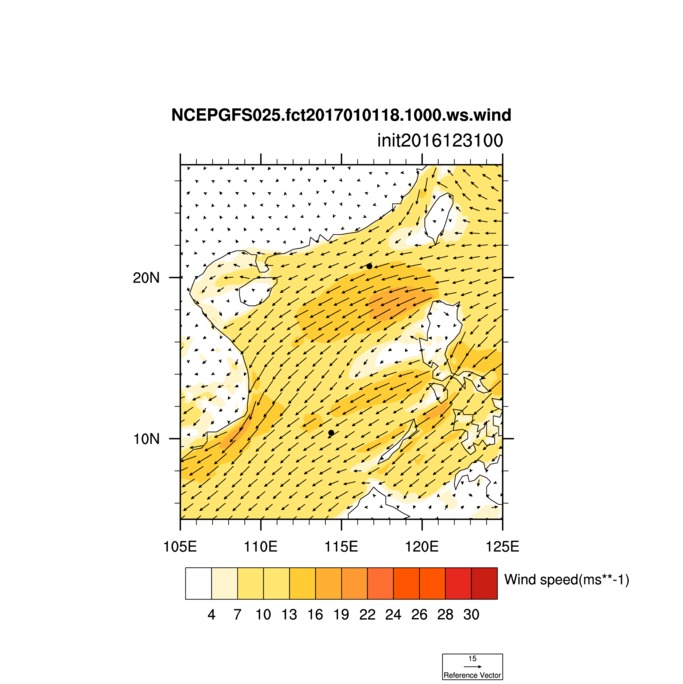 NCEPGFS025.fct2017010118.1000.ws.wind
init2016123100
20N
10N
105E 110E 115E 120E 125E
Wind speed(ms**-1)
4 7 10 13 16 19 22 24 26 28 30
15
Reference Vector